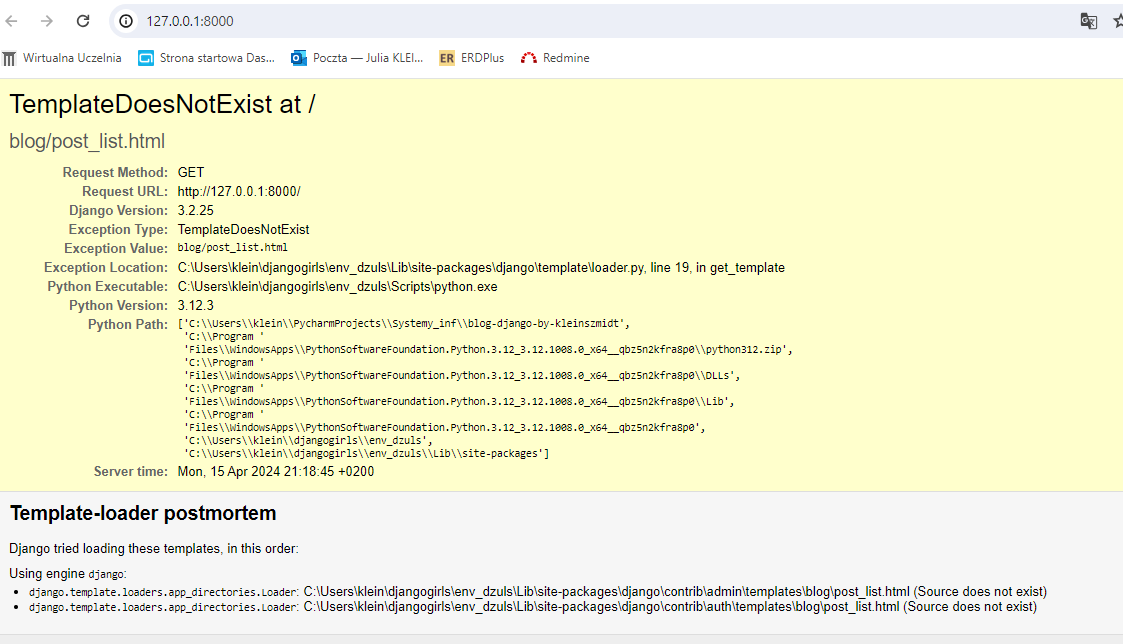 127.0.0.1:8000
Wirtualna Uczelnia Strona startowa Das... Poczta — Julia KLEI... ER ERDPlus Redmine
TemplateDoesNotExist at /
blog/post_list.html
Request Method: GET
Request URL: http://127.0.0.1:8000/
Django Version: 3.2.25
Exception Type: TemplateDoesNotExist
Exception Value: blog/post_list.html
Exception Location: C:\Users\klein\djangogirls\env_dzuls\Lib\site-packages\django\template\loader.py, line 19, in get_template
Python Executable: C:\Users\klein\djangogirls\env_dzuls\Scripts\python.exe
Python Version: 3.12.3
Python Path: ['C:\\Users\\klein\\PycharmProjects\\Systemy_inf\\blog-django-by-kleinszmidt',
'C:\\Program '
'Files\\WindowsApps\\PythonSoftwareFoundation.Python.3.12_3.12.1008.0_x64__qbz5n2kfra8p0\\python312.zip',
'C:\\Program '
'Files\\WindowsApps\\PythonSoftwareFoundation.Python.3.12_3.12.1008.0_x64__qbz5n2kfra8p0\\DLLs',
'C:\\Program '
'Files\\WindowsApps\\PythonSoftwareFoundation.Python.3.12_3.12.1008.0_x64__qbz5n2kfra8p0\\Lib',
'C:\\Program '
'Files\\WindowsApps\\PythonSoftwareFoundation.Python.3.12_3.12.1008.0_x64__qbz5n2kfra8p0',
'C:\\Users\\klein\\djangogirls\\env_dzuls',
'C:\\Users\\klein\\djangogirls\\env_dzuls\\Lib\\site-packages']
Server time: Mon, 15 Apr 2024 21:18:45 +0200
Template-loader postmortem
Django tried loading these templates, in this order:
Using engine django:
• django.template.loaders.app_directories.Loader: C:\Users\klein\djangogirls\env_dzuls\Lib\site-packages\django\contrib\admin\templates\blog\post_list.html (Source does not exist)
• django.template.loaders.app_directories.Loader: C:\Users\klein\djangogirls\env_dzuls\Lib\site-packages\django\contrib\auth\templates\blog\post_list.html (Source does not exist)